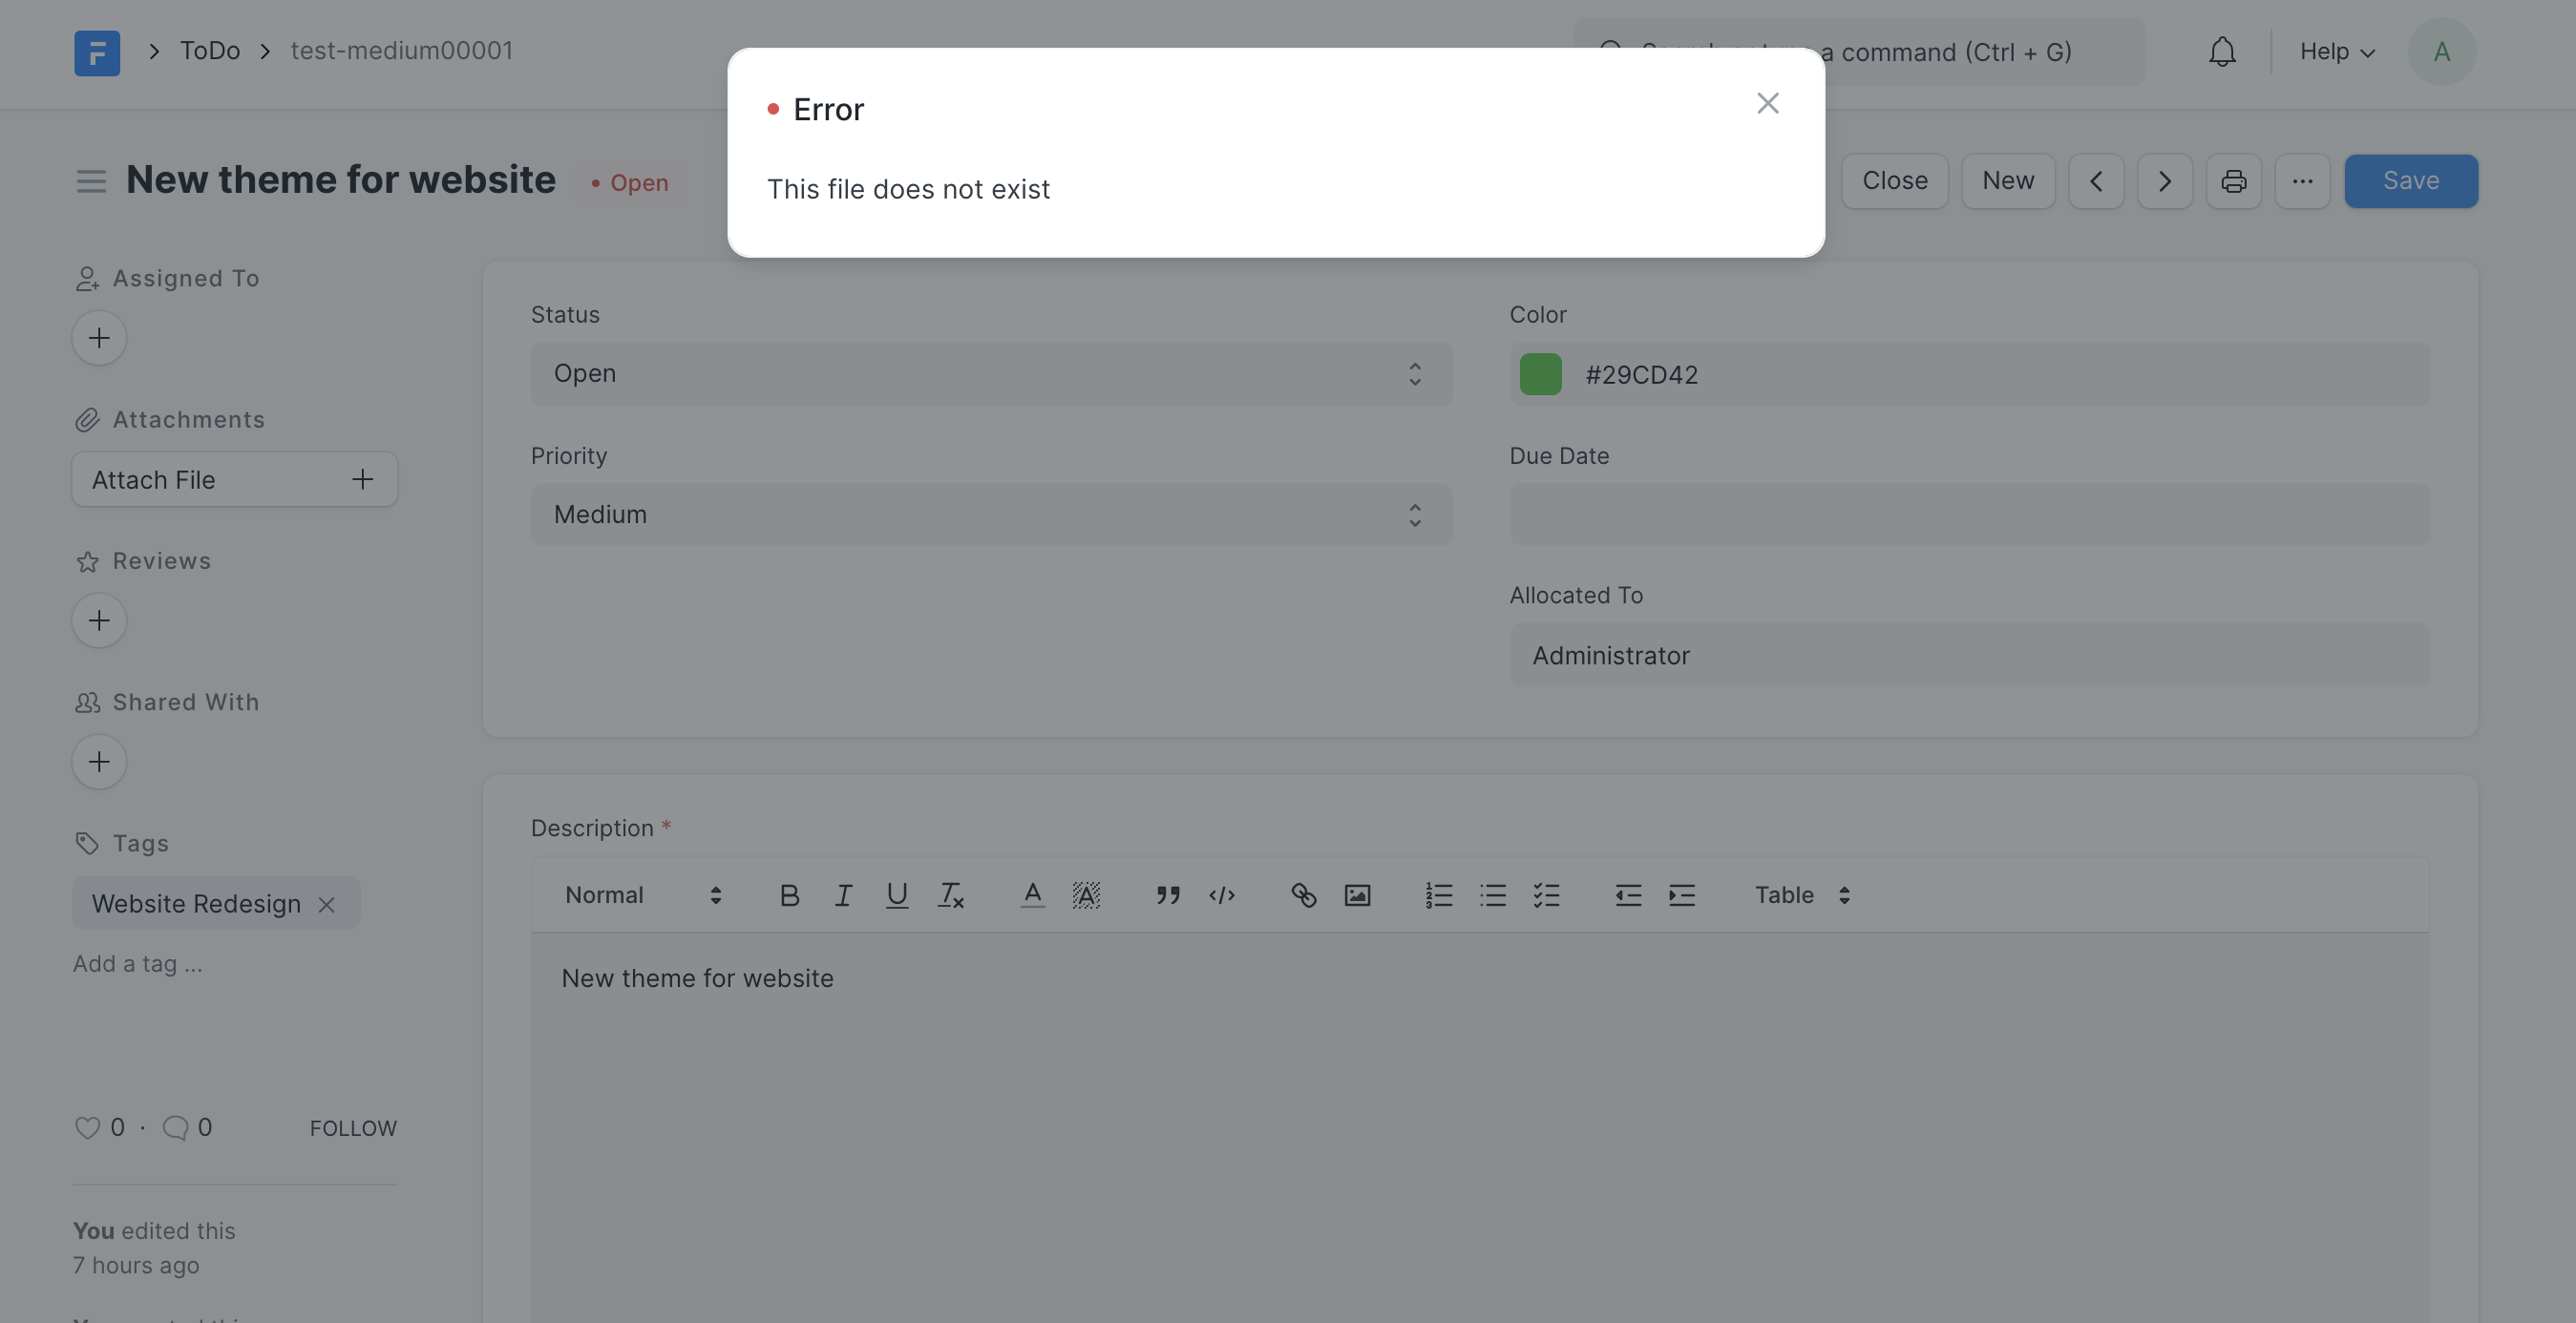 F
ToDo
test-medium00001
a command (Ctrl + G)
Help
A
Error
This file does not exist
New theme for website
Open
Close
New
Save
Assigned To
Attachments
Attach File
Reviews
Shared With
Tags
Website Redesign
Add a tag ...
0 · 0
FOLLOW
You edited this
7 hours ago
Status
Open
Priority
Medium
Color
#29CD42
Due Date
Allocated To
Administrator
Description *
Normal
Table
New theme for website